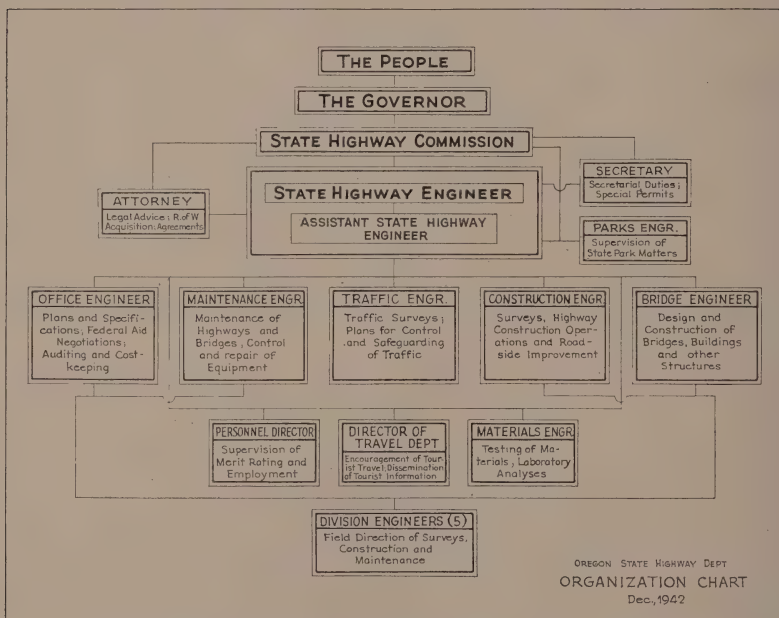 THE PEOPLE
THE GOVERNOR
STATE HIGHWAY COMMISSION
STATE HIGHWAY ENGINEER
ASSISTANT STATE HIGHWAY
ENGINEER
ATTORNEY
Legal Advice; R.of W
Acquisition; Agreements
SECRETARY
Secretarial Duties;
Special Permits
PARKS ENGR.
Supervision of
State Park Matters
OFFICE ENGINEER
Plans and Specifi-
cations; Federal Aid
Negotiations;
Auditing and Cost-
keeping
MAINTENANCE ENGR.
Maintenance of
Highways and
Bridges, Control
and repair of
Equipment
TRAFFIC ENGR.
Traffic Surveys;
Plans for Control
and Safeguarding
of Traffic
CONSTRUCTION ENGR.
Surveys, Highway
Construction Oper-
ations and Road-
side Improvement
BRIDGE ENGINEER
Design and
Construction of
Bridges, Buildings
and other
Structures
PERSONNEL DIRECTOR
Supervision of
Merit Rating and
Employment
DIRECTOR OF
TRAVEL DEPT
Encouragement of Tour-
ist Travel; Dissemination
of Tourist Information
MATERIALS ENGR.
Testing of Ma-
terials; Laboratory
Analyses
DIVISION ENGINEERS (5)
Field Direction of Surveys,
Construction and
Maintenance
OREGON STATE HIGHWAY DEPT
ORGANIZATION CHART
Dec., 1942